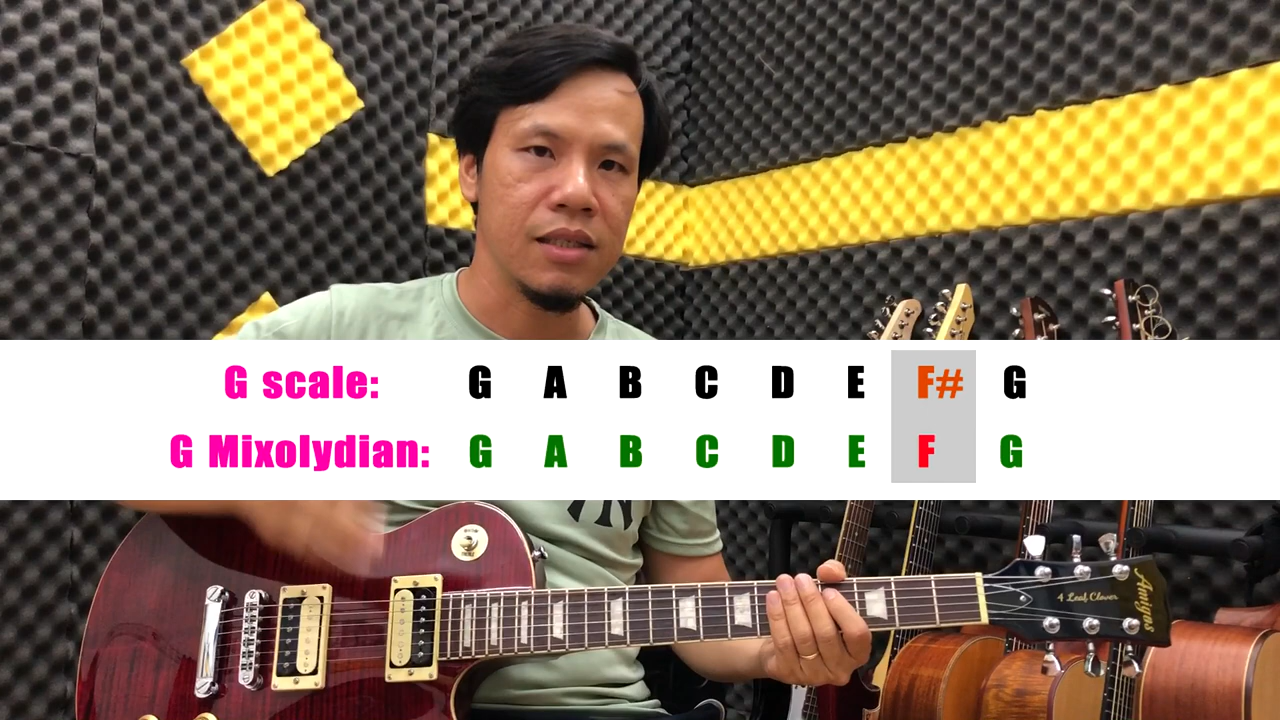 G scale: G A B C D E F# G
G Mixolydian: G A B C D E F G
4 Leaf Clover
Amigos